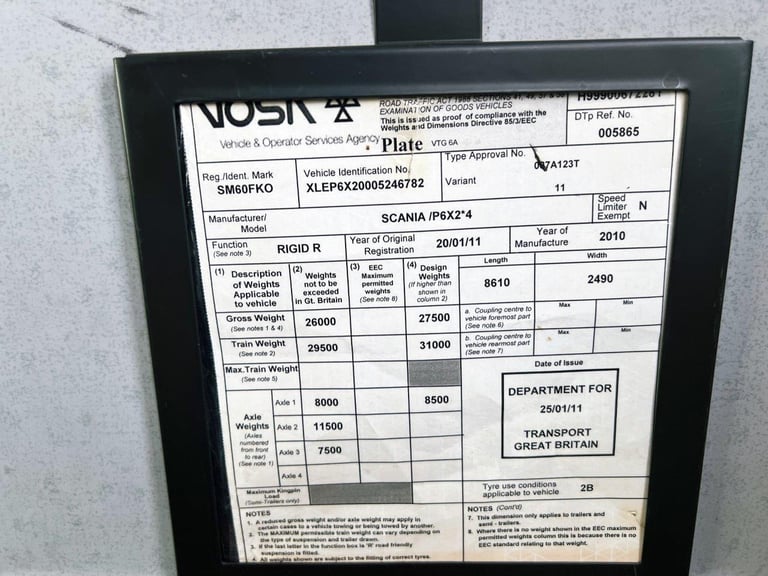 VOSA
ROAD TRAFFIC ACT 1988 SECTIONS 41, 49, 57 & 58
EXAMINATION OF GOODS VEHICLES
This is issued as proof of compliance with the
Weights and Dimensions Directive 85/3/EEC
Vehicle & Operator Services Agency
Plate VTG 6A
DTp Ref. No.
005865
Reg./Ident. Mark
SM60FKO
Vehicle Identification No.
XLEP6X20005246782
Type Approval No.
Variant
11
Manufacturer/
Model
SCANIA /P6X2*4
Speed
Limiter
Exempt
N
Function
(See note 3)
RIGID R
Year of Original
Registration
20/01/11
Year of
Manufacture
2010
(1) Description
of Weights
Applicable
to vehicle
(2) Weights
not to be
exceeded
in Gt. Britain
(3) EEC
Maximum
permitted
weights
(See note 8)
(4) Design
Weights
(if higher than
shown in
column 2)
Length
8610
Width
2490
Gross Weight
(See notes 1 & 4)
26000
27500
a. Coupling centre to
vehicle foremost part
(See note 6)
Max
Min
Train Weight
(See note 2)
29500
31000
b. Coupling centre to
vehicle rearmost part
(See note 7)
Max
Min
Max.Train Weight
(See note 5)
Axle
Weights
(Axles
numbered
from front
to rear)
(See note 1)
Axle 1 8000 8500
Axle 2 11500
Axle 3 7500
Axle 4
Date of Issue
DEPARTMENT FOR
25/01/11
TRANSPORT
GREAT BRITAIN
Maximum Kingpin
Load
(Semi-Trailers only)
Tyre use conditions
applicable to vehicle
2B
NOTES
1. A reduced gross weight and/or axle weight may apply in
certain cases to a vehicle towing or being towed by another.
2. The MAXIMUM permissible train weight can vary depending on
the type of suspension and trailer drawn.
3. If the last letter in the function box is 'R' road friendly
suspension is fitted.
4. All weights shown are subject to the fitting of correct tyres.
NOTES (Cont'd)
7. This dimension only applies to trailers and
semi - trailers.
8. Where there is no weight shown in the EEC maximum
permitted weights column this is because there is no
EEC standard relating to that weight.